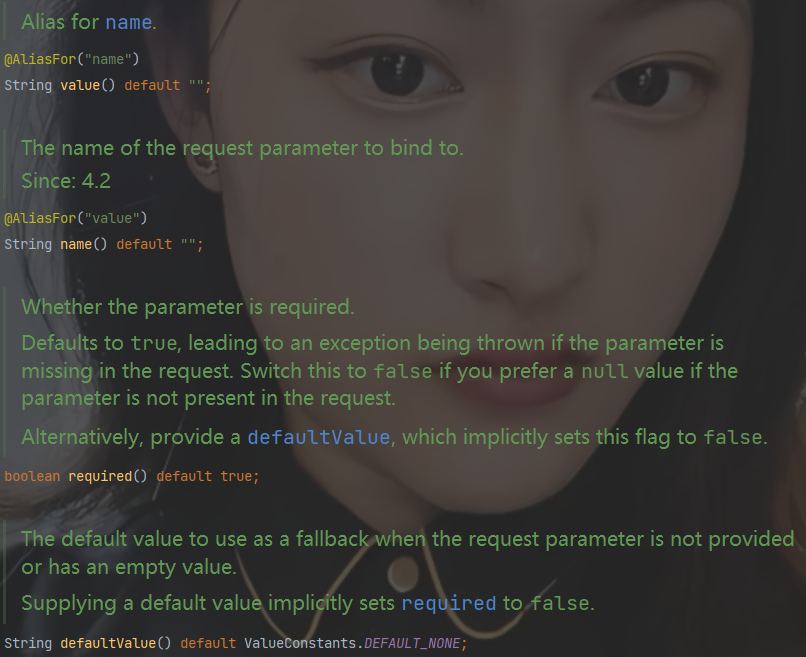 Alias for name.
@AliasFor("name")
String value() default "";
The name of the request parameter to bind to.
Since: 4.2
@AliasFor("value")
String name() default "";
Whether the parameter is required.
Defaults to true, leading to an exception being thrown if the parameter is
missing in the request. Switch this to false if you prefer a null value if the
parameter is not present in the request.
Alternatively, provide a defaultValue, which implicitly sets this flag to false.
boolean required() default true;
The default value to use as a fallback when the request parameter is not provided
or has an empty value.
Supplying a default value implicitly sets required to false.
String defaultValue() default ValueConstants.DEFAULT_NONE;